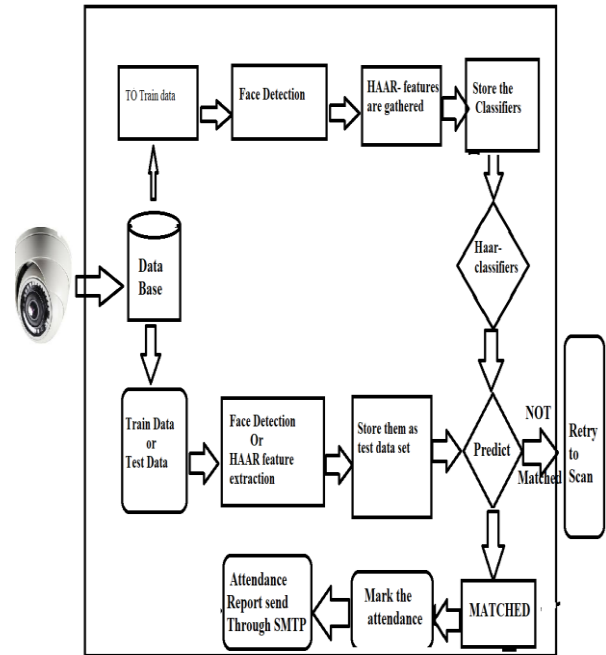 TO Train data
Face Detection
HAAR- features
are gathered
Store the
Classifiers
Haar-
classifiers
Data
Base
Train Data
or
Test Data
Face Detection
Or
HAAR feature
extraction
Store them as
test data set
Predict
NOT
Matched
Retry
to
Scan
MATCHED
Mark the
attendance
Attendance
Report send
Through SMTP